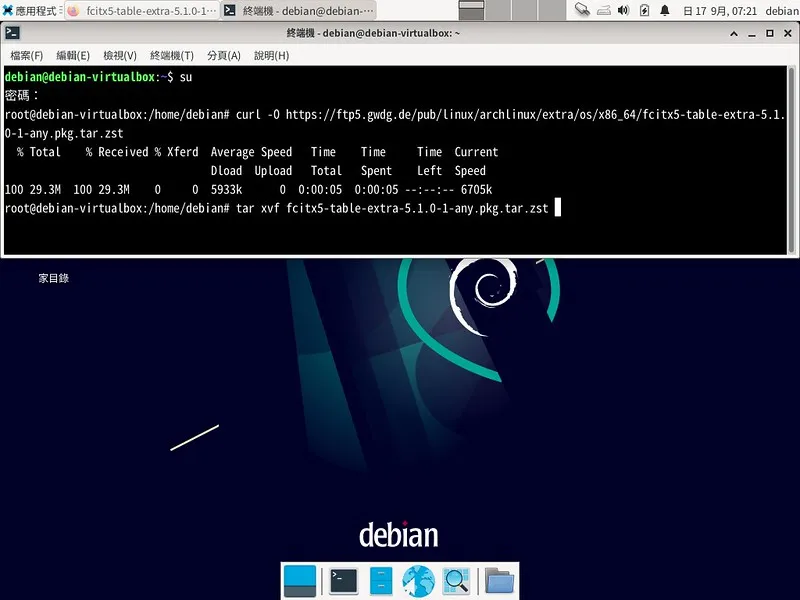 應用程式 fcitx5-table-extra-5.1.0-1… 終端機 - debian@debian-… 日 17 9月, 07:21 debian
終端機 - debian@debian-virtualbox: ~
檔案(F) 編輯(E) 檢視(V) 終端機(T) 分頁(A) 說明(H)
debian@debian-virtualbox:~$ su
密碼：
root@debian-virtualbox:/home/debian# curl -O https://ftp5.gwdg.de/pub/linux/archlinux/extra/os/x86_64/fcitx5-table-extra-5.1.
0-1-any.pkg.tar.zst
% Total % Received % Xferd Average Speed Time Time Time Current
Dload Upload Total Spent Left Speed
100 29.3M 100 29.3M 0 0 5933k 0 0:00:05 0:00:05 --:--:-- 6705k
root@debian-virtualbox:/home/debian# tar xvf fcitx5-table-extra-5.1.0-1-any.pkg.tar.zst
家目錄
debian